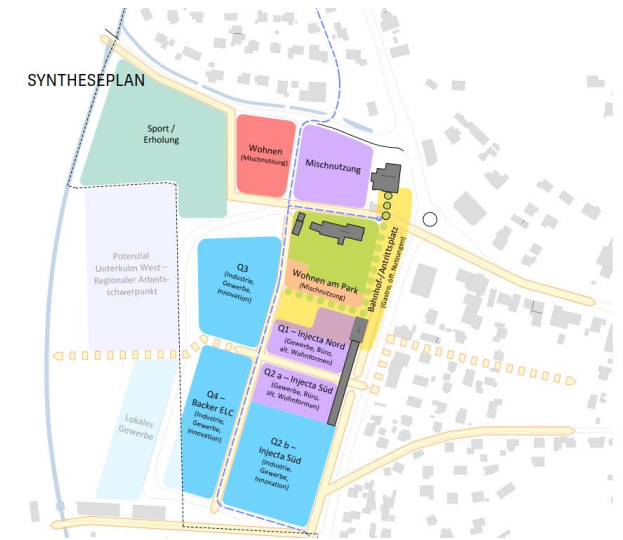 SYNTHESEPLAN
Sport /
Erholung
Wohnen
(Mischnutzung)
Mischnutzung
Potenzial
Unterkulm West –
Regionaler Arbeits-
schwerpunkt
Q3
(Industrie,
Gewerbe,
Innovation)
Wohnen am Park
(Mischnutzung)
Bahnhof-/Antrittsplatz
(Gastro, öff. Nutzungen)
Q1 – Injecta Nord
(Gewerbe, Büro,
alt. Wohnformen)
Q2 a – Injecta Süd
(Gewerbe, Büro,
alt. Wohnformen)
Q4 –
Backer ELC
(Industrie,
Gewerbe,
Innovation)
Lokales
Gewerbe
Q2 b –
Injecta Süd
(Industrie,
Gewerbe,
Innovation)